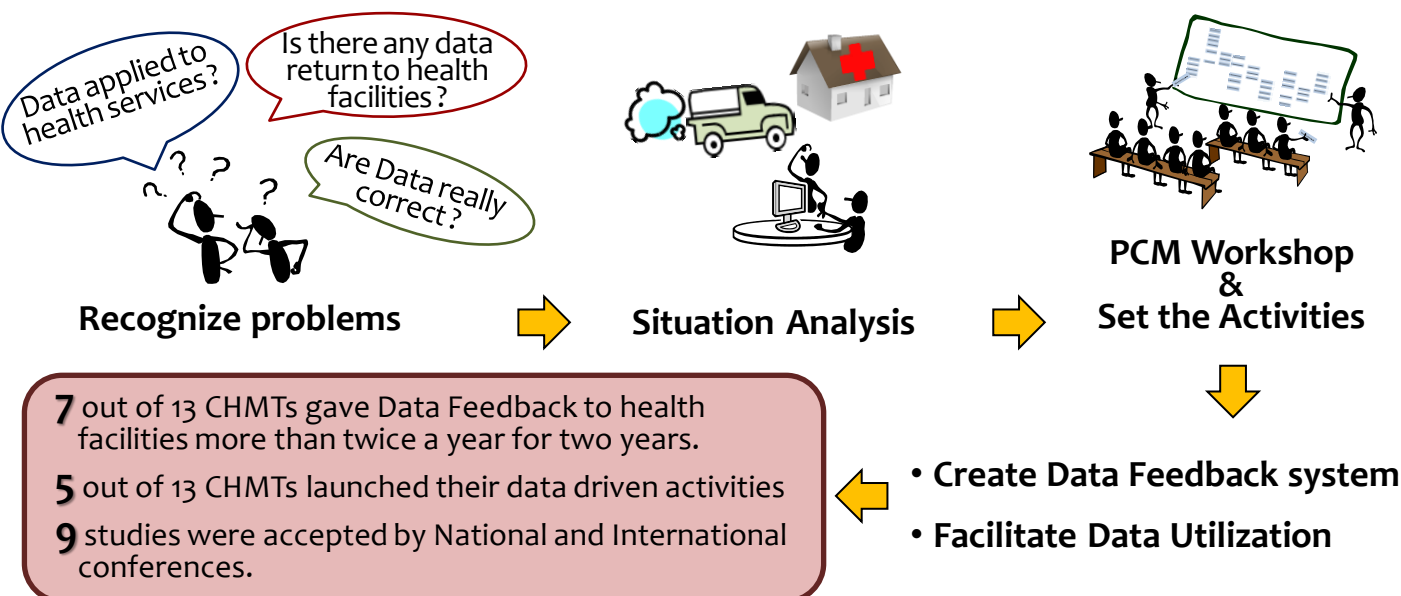 Data applied to
health services?
Is there any data
return to health
facilities?
Are Data really
correct?
? ? ? ?
Recognize problems
Situation Analysis
PCM Workshop
&
Set the Activities
• Create Data Feedback system
• Facilitate Data Utilization
7 out of 13 CHMTs gave Data Feedback to health
facilities more than twice a year for two years.
5 out of 13 CHMTs launched their data driven activities
9 studies were accepted by National and International
conferences.